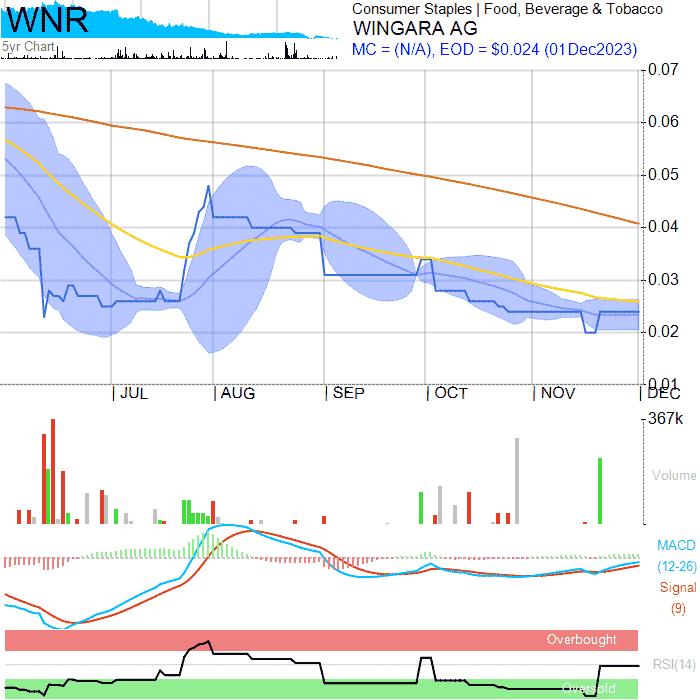 WNR
Consumer Staples | Food, Beverage & Tobacco
WINGARA AG
5yr Chart
MC = (N/A), EOD = $0.024 (01Dec2023)
0.07
0.06
0.05
0.04
0.03
0.02
0.01
JUL AUG SEP OCT NOV DEC
367k
Volume
MACD
(12-26)
Signal
(9)
Overbought
RSI(14)
Oversold